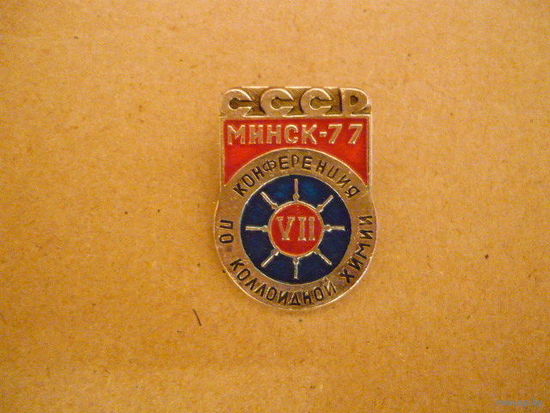 СССР
МИНСК-77
КОНФЕРЕНЦИЯ
ПО КОЛЛОИДНОЙ ХИМИИ
VII